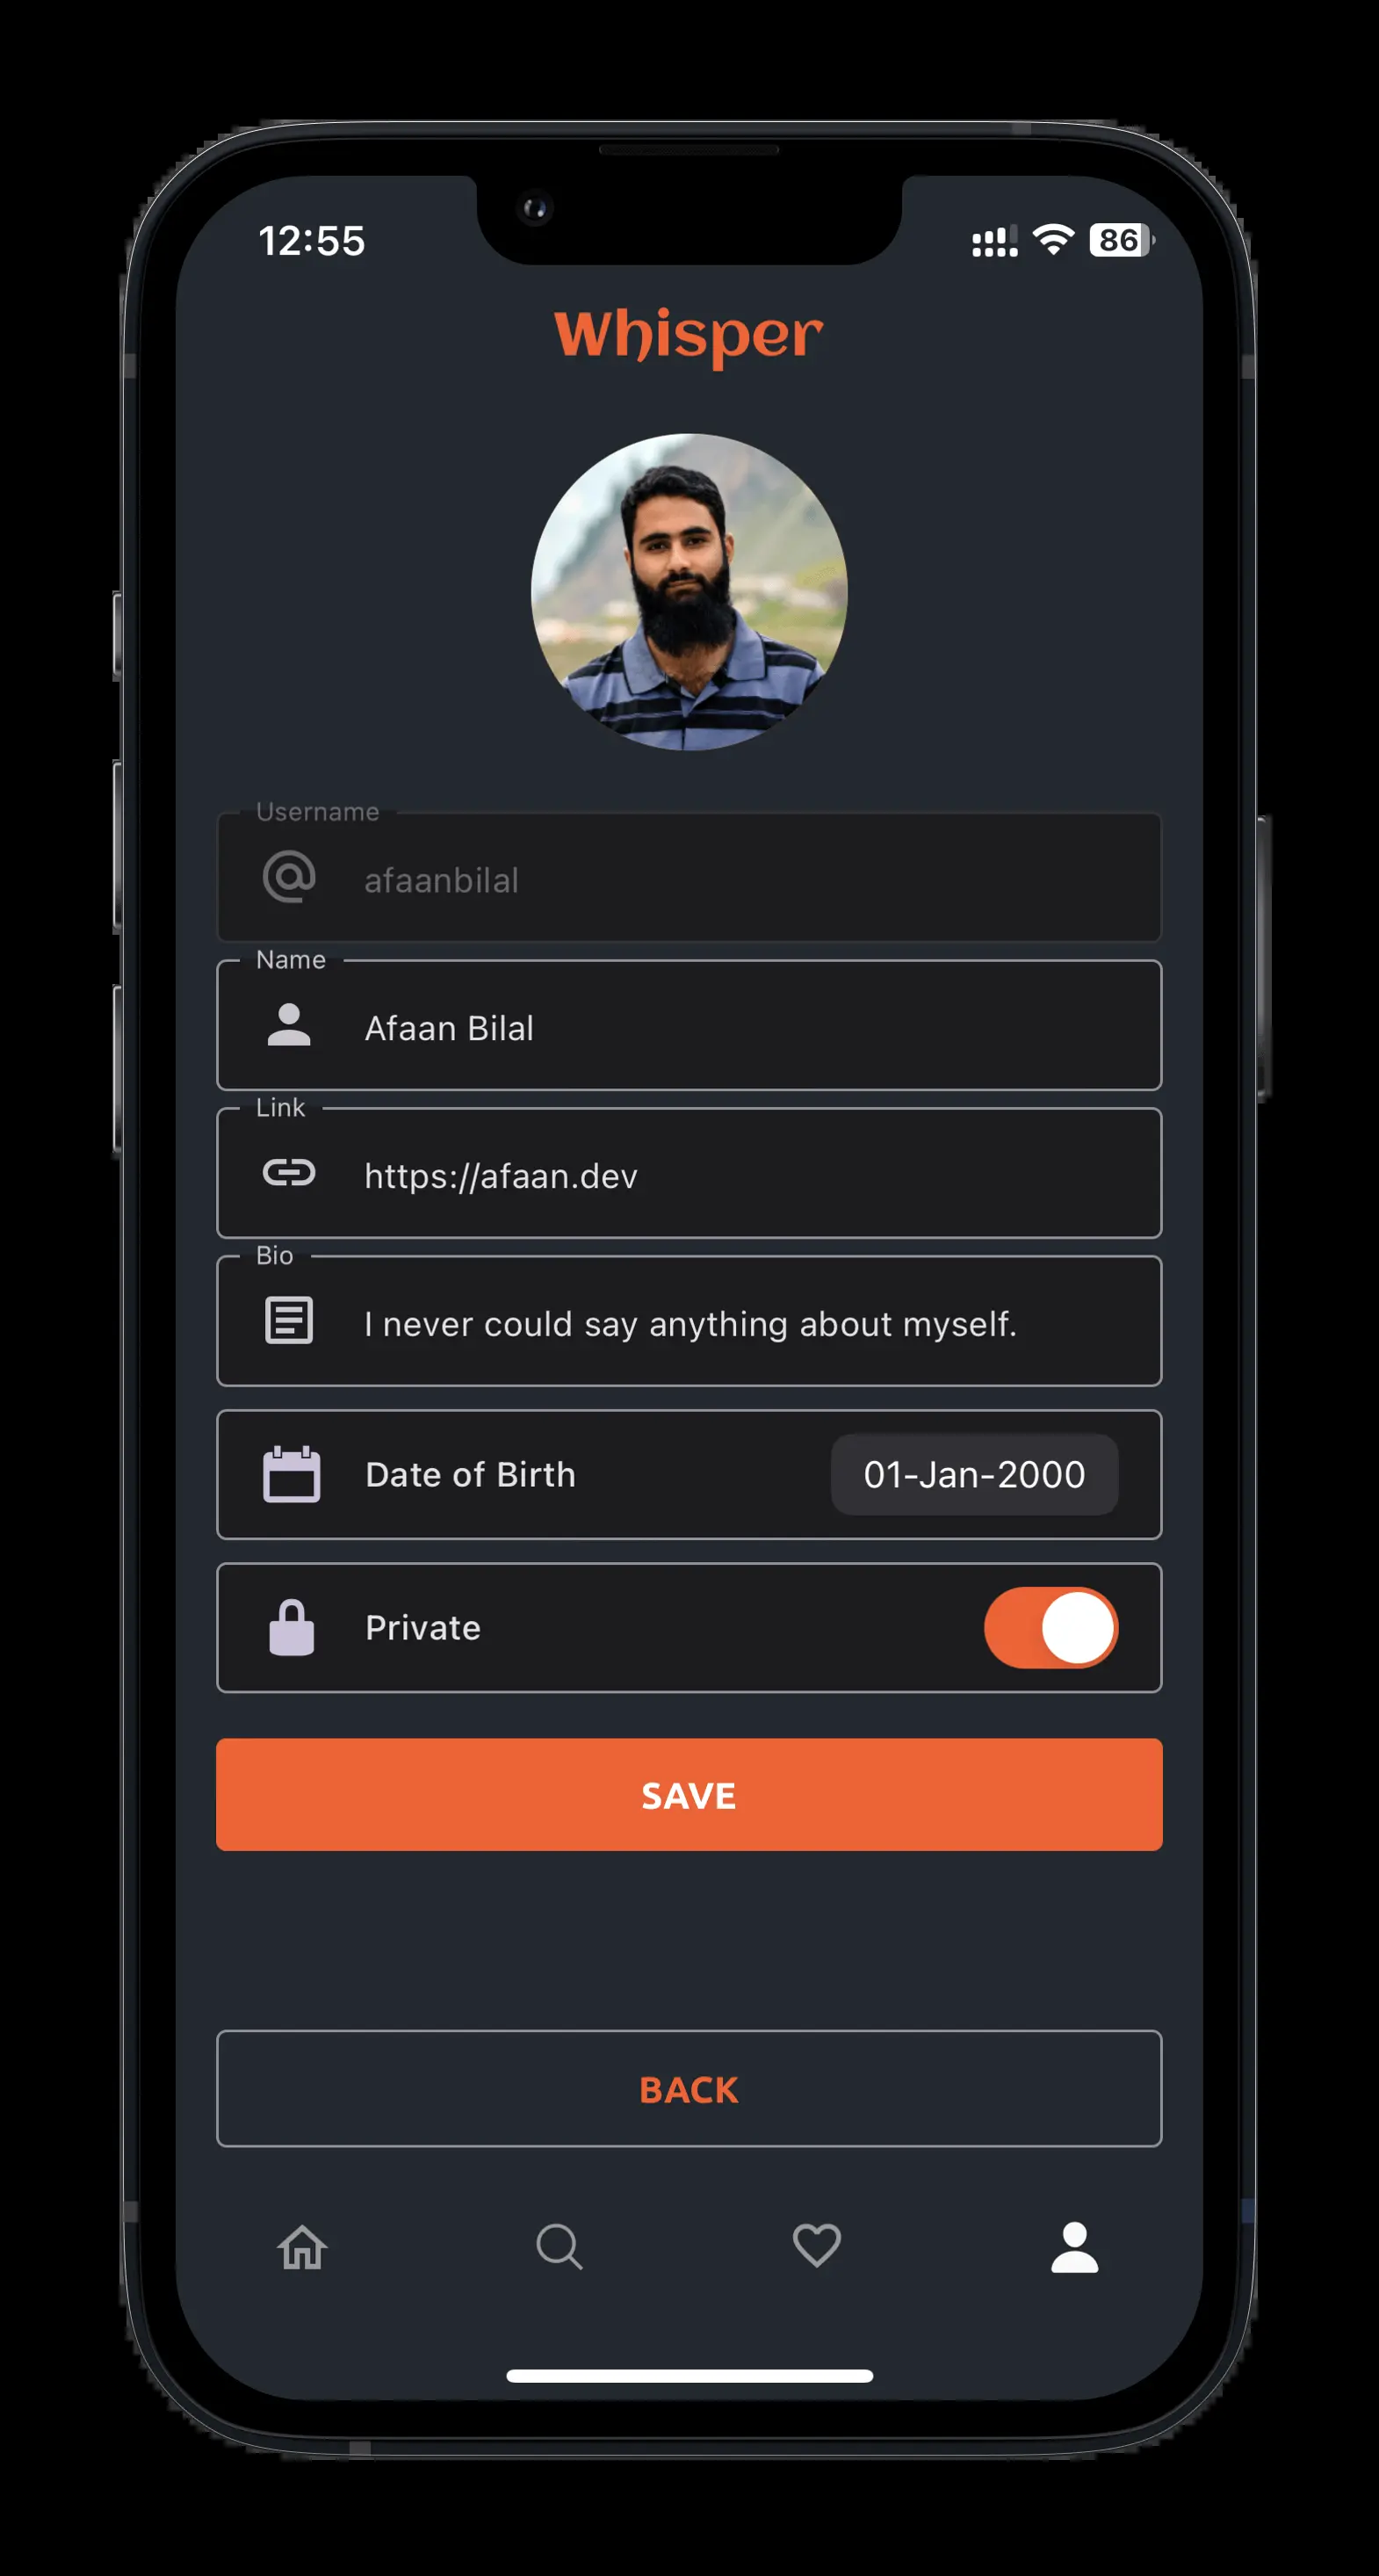 12:55
86
Whisper
Username
afaanbilal
Name
Afaan Bilal
Link
https://afaan.dev
Bio
I never could say anything about myself.
Date of Birth
01-Jan-2000
Private
SAVE
BACK